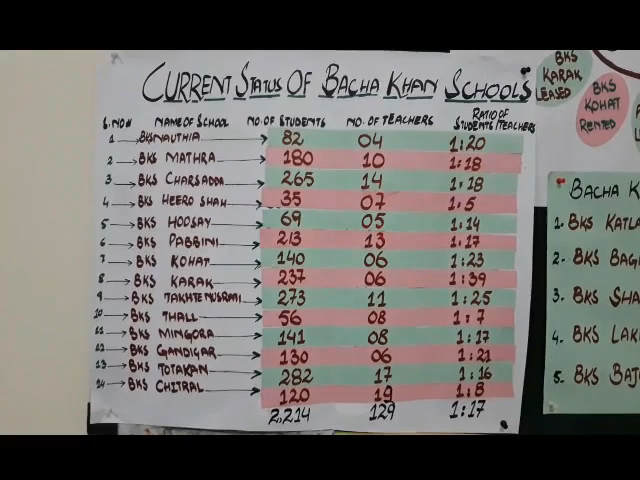 CURRENT STATUS OF BACHA KHAN SCHOOLS
S.NO# NAME OF SCHOOL NO. OF STUDENTS NO. OF TEACHERS RATIO OF STUDENTS/TEACHERS
1 BKS NAUTHIA 82 04 1:20
2 BKS MATHRA 180 10 1:18
3 BKS CHARSADDA 265 14 1:18
4 BKS HEERO SHAH 35 07 1:5
5 BKS HOOSAY 69 05 1:14
6 BKS PABBINI 213 13 1:17
7 BKS KOHAT 140 06 1:23
8 BKS KARAK 237 06 1:39
9 BKS 273 11 1:25
10 BKS THALL 56 08 1:7
11 BKS MINGORA 141 08 1:17
12 BKS GANDIGAR 130 06 1:21
13 BKS TOTAKAN 282 17 1:16
14 BKS CHITRAL 120 19 1:8
2,214 129 1:17
BKS
KARAK
LEASED
BKS
KOHAT
RENTED
BACHA K
1. BKS KATLA
2. BKS BAG
3. BKS SHA
4. BKS LAK
5. BKS BAJ